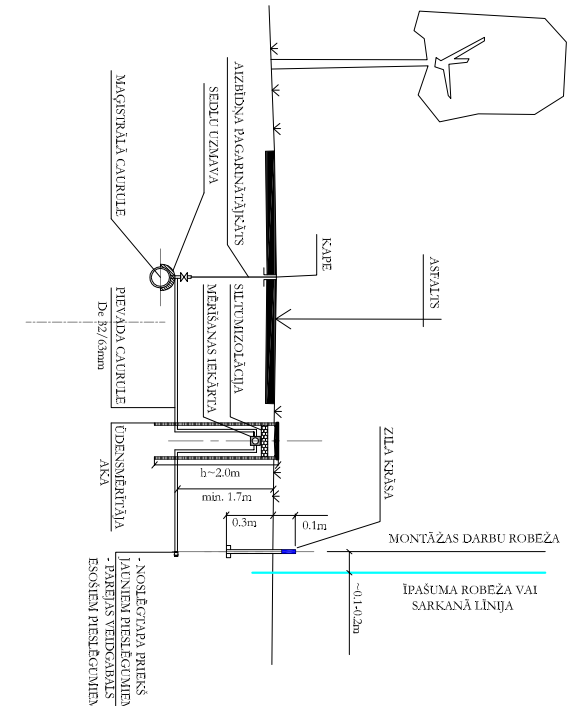 MAĢISTRĀLĀ CAURULE
SEDLU UZMAVA
AIZBĪDŅA PAGARINĀTĀJKĀTS
KAPE
ASFALTS
PIEVADA CAURULE
De 32/63mm
MĒRĪŠANAS IEKĀRTA
SILTUMIZOLĀCIJA
ŪDENSMĒRĪTĀJA
AKA
h~2.0m
min. 1.7m
0.3m
0.1m
ZILA KRĀSA
MONTĀŽAS DARBU ROBEŽA
ĪPAŠUMA ROBEŽA VAI
SARKANĀ LĪNIJA
~0.1-0.2m
- NOSLĒGTAPA PRIEKŠ
JAUNIEM PIESLĒGUMIEM
- PĀREJAS VEIDGABALS
ESOŠIEM PIESLĒGUMIEM